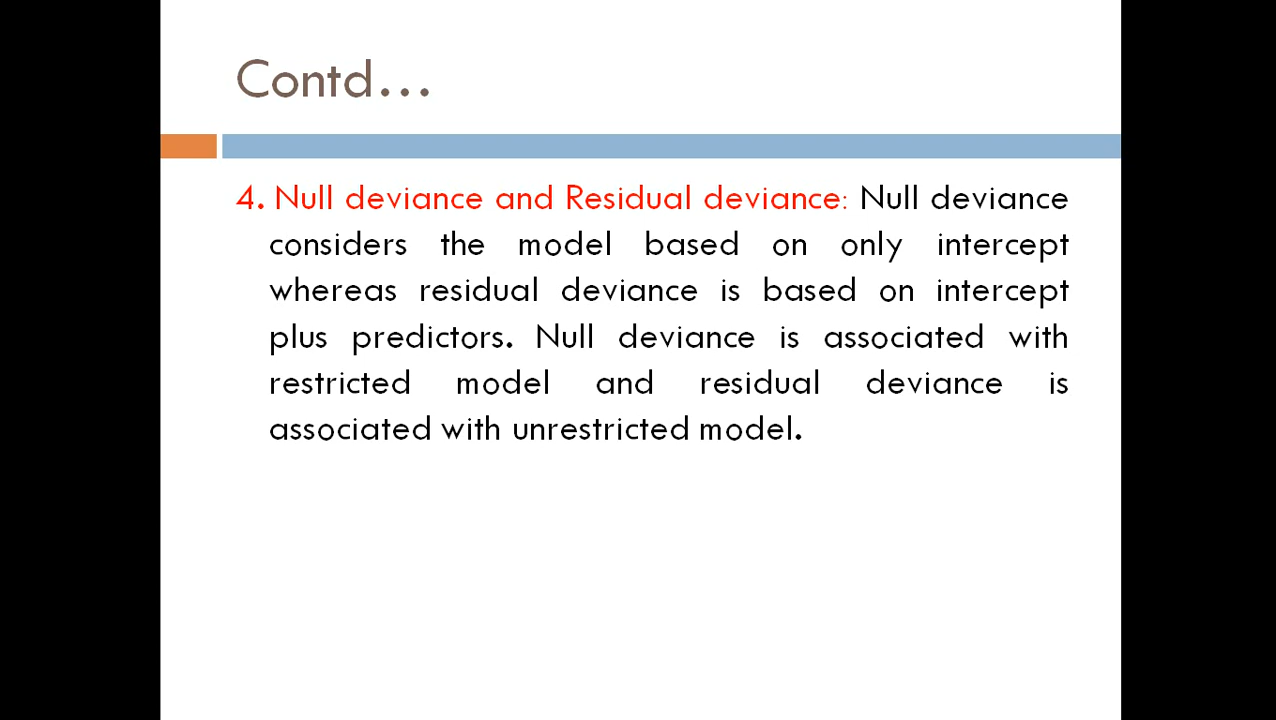 Contd...
4. Null deviance and Residual deviance: Null deviance
considers the model based on only intercept
whereas residual deviance is based on intercept
plus predictors. Null deviance is associated with
restricted model and residual deviance is
associated with unrestricted model.